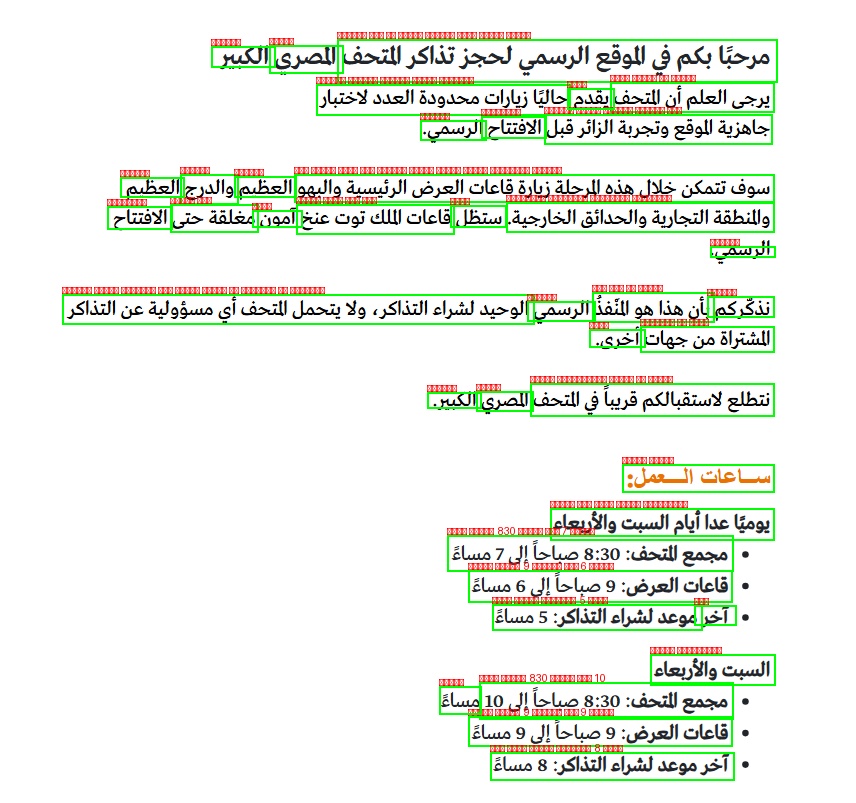 مرحبًا بكم في الموقع الرسمي لحجز تذاكر المتحف المصري الكبير
يرجى العلم أن المتحف يقدم حاليًا زيارات محدودة العدد لاختبار
جاهزية الموقع وتجربة الزائر قبل الافتتاح الرسمي.
سوف تتمكن خلال هذه المرحلة زيارة قاعات العرض الرئيسية والبهو العظيم والدرج العظيم
والمنطقة التجارية والحدائق الخارجية. ستظل قاعات الملك توت عنخ آمون مغلقة حتى الافتتاح
الرسمي.
نذكّركم بأن هذا هو المنّفذُ الرسمي الوحيد لشراء التذاكر، ولا يتحمل المتحف أي مسؤولية عن التذاكر
المشتراة من جهات أخرى.
نتطلع لاستقبالكم قريباً في المتحف المصري الكبير.
ســاعات الــعمل:
يوميًا عدا أيام السبت والأربعاء
مجمع المتحف: 8:30 صباحاً إلى 7 مساءً
قاعات العرض: 9 صباحاً إلى 6 مساءً
آخر موعد لشراء التذاكر: 5 مساءً
السبت والأربعاء
مجمع المتحف: 8:30 صباحاً إلى 10 مساءً
قاعات العرض: 9 صباحاً إلى 9 مساءً
آخر موعد لشراء التذاكر: 8 مساءً